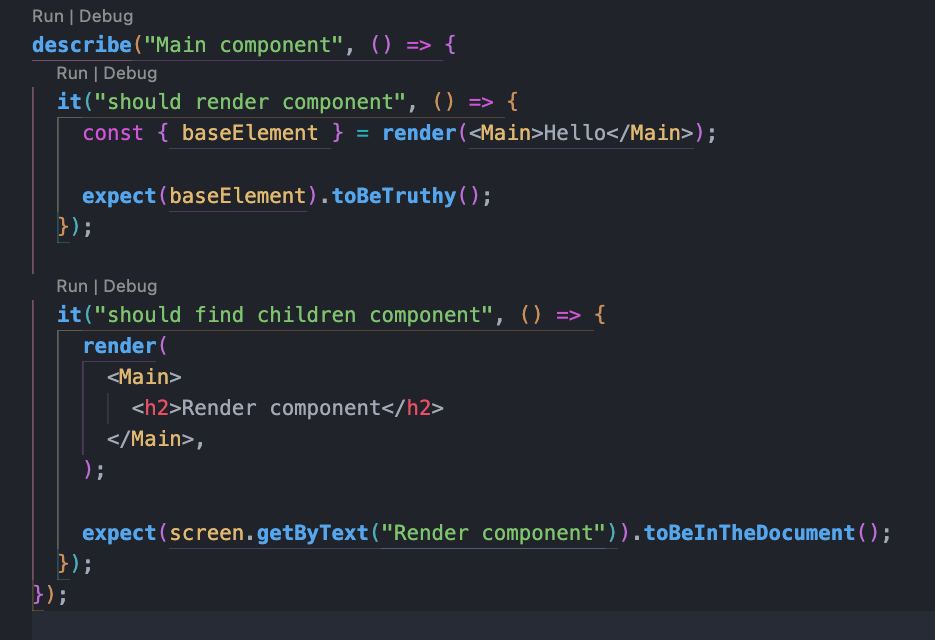 Run | Debug
describe("Main component", () => {
Run | Debug
it("should render component", () => {
const { baseElement } = render(<Main>Hello</Main>);
expect(baseElement).toBeTruthy();
});
Run | Debug
it("should find children component", () => {
render(
<Main>
<h2>Render component</h2>
</Main>,
);
expect(screen.getByText("Render component")).toBeInTheDocument();
});
});